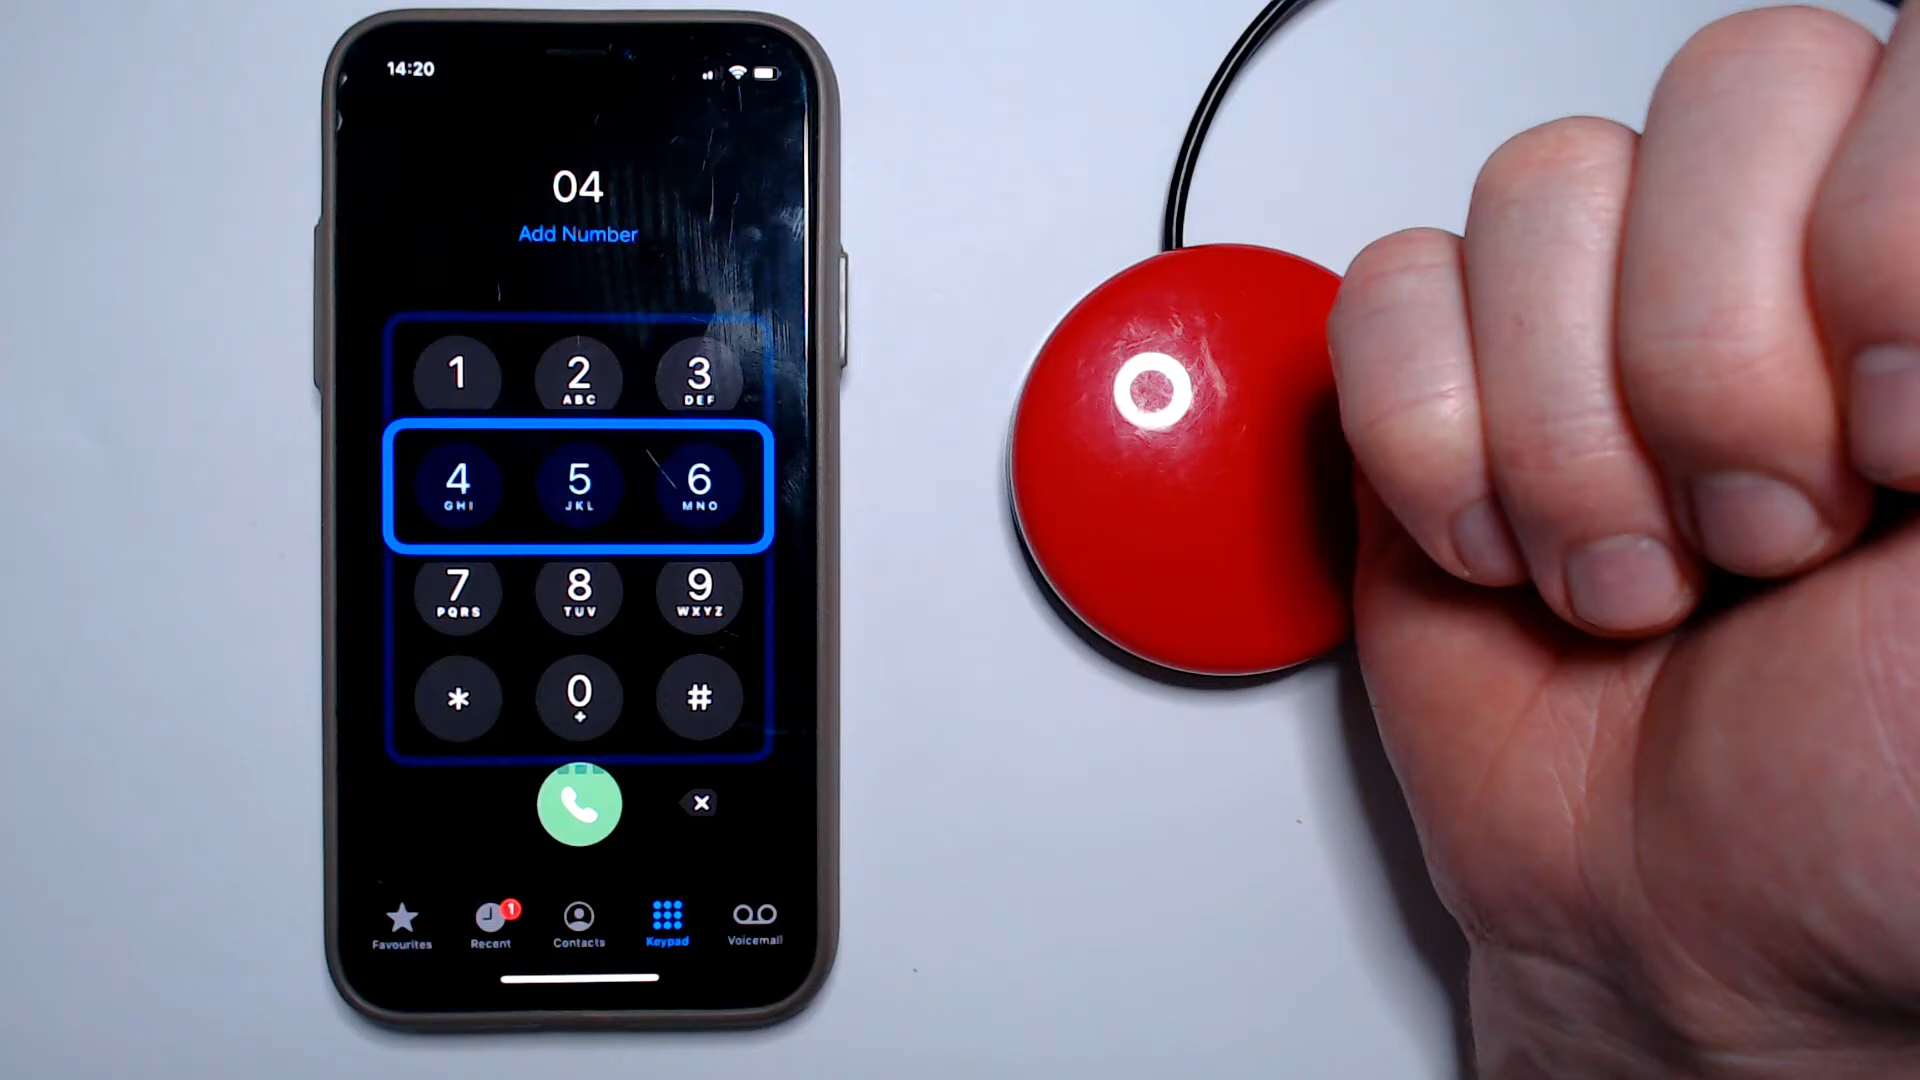 14:20
04
Add Number
1 2 3
ABC DEF
4 5 6
GHI JKL MNO
7 8 9
PQRS TUV WXYZ
* 0 #
+
1
Favourites Recent Contacts Keypad Voicemail